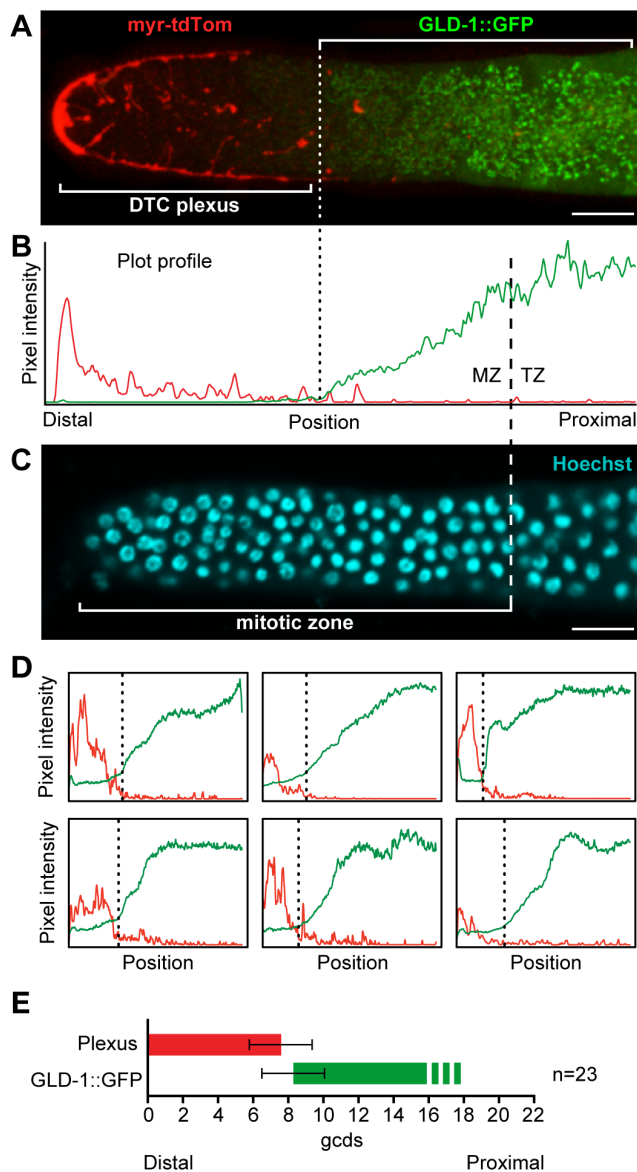 A
myr-tdTom
GLD-1::GFP
DTC plexus
B
Plot profile
Pixel intensity
MZ
TZ
Distal
Position
Proximal
C
Hoechst
mitotic zone
D
Pixel intensity
Pixel intensity
Position
Position
Position
E
Plexus
GLD-1::GFP
n=23
0 2 4 6 8 10 12 14 16 18 20 22
gcds
Distal
Proximal